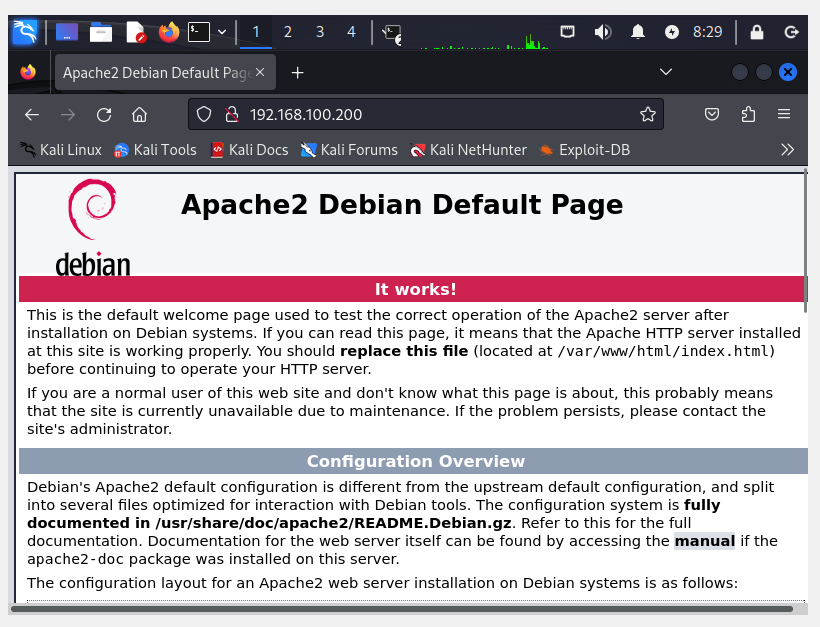 1 2 3 4 8:29
Apache2 Debian Default Page
192.168.100.200
Kali Linux Kali Tools Kali Docs Kali Forums Kali NetHunter Exploit-DB
debian
Apache2 Debian Default Page
It works!
This is the default welcome page used to test the correct operation of the Apache2 server after
installation on Debian systems. If you can read this page, it means that the Apache HTTP server installed
at this site is working properly. You should replace this file (located at /var/www/html/index.html)
before continuing to operate your HTTP server.
If you are a normal user of this web site and don't know what this page is about, this probably means
that the site is currently unavailable due to maintenance. If the problem persists, please contact the
site's administrator.
Configuration Overview
Debian's Apache2 default configuration is different from the upstream default configuration, and split
into several files optimized for interaction with Debian tools. The configuration system is fully
documented in /usr/share/doc/apache2/README.Debian.gz. Refer to this for the full
documentation. Documentation for the web server itself can be found by accessing the manual if the
apache2-doc package was installed on this server.
The configuration layout for an Apache2 web server installation on Debian systems is as follows: